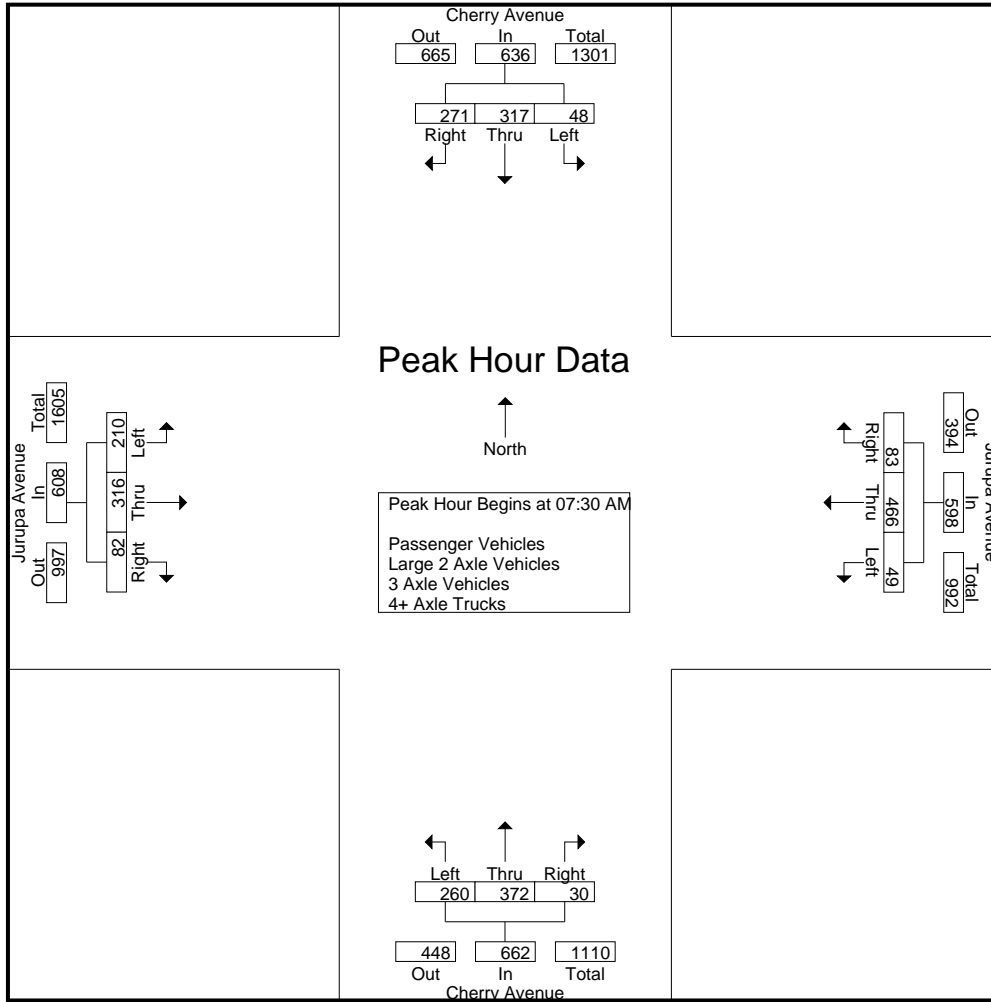 Cherry Avenue
Out In Total
665 636 1301
271 317 48
Right Thru Left
Peak Hour Data
North
Peak Hour Begins at 07:30 AM
Passenger Vehicles
Large 2 Axle Vehicles
3 Axle Vehicles
4+ Axle Trucks
Jurupa Avenue
Out In Total
997 608 1605
82 316 210
Right Thru Left
Jurupa Avenue
Out In Total
394 598 992
83 466 49
Right Thru Left
Left Thru Right
260 372 30
448 662 1110
Out In Total
Cherry Avenue